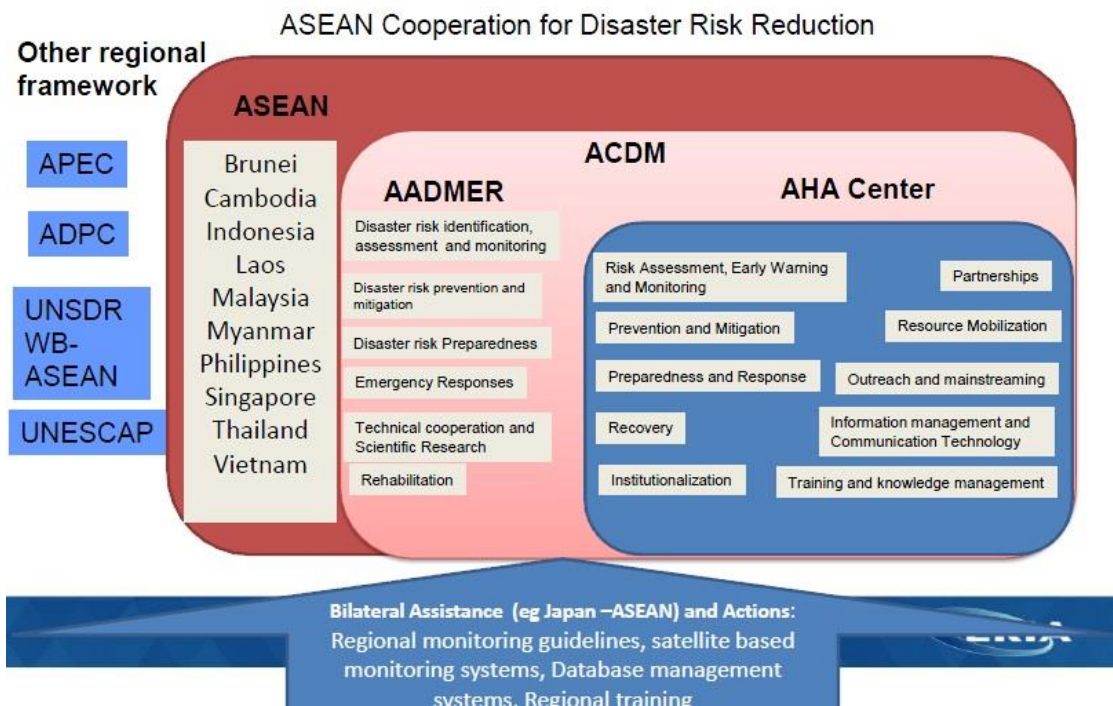 ASEAN Cooperation for Disaster Risk Reduction
Other regional
framework
APEC
ADPC
UNSDR
WB-
ASEAN
UNESCAP
ASEAN
Brunei
Cambodia
Indonesia
Laos
Malaysia
Myanmar
Philippines
Singapore
Thailand
Vietnam
ACDM
AADMER
Disaster risk identification,
assessment and monitoring
Disaster risk prevention and
mitigation
Disaster risk Preparedness
Emergency Responses
Technical cooperation and
Scientific Research
Rehabilitation
AHA Center
Risk Assessment, Early Warning
and Monitoring
Prevention and Mitigation
Preparedness and Response
Recovery
Institutionalization
Partnerships
Resource Mobilization
Outreach and mainstreaming
Information management and
Communication Technology
Training and knowledge management
Bilateral Assistance (eg Japan –ASEAN) and Actions:
Regional monitoring guidelines, satellite based
monitoring systems, Database management
systems, Regional training